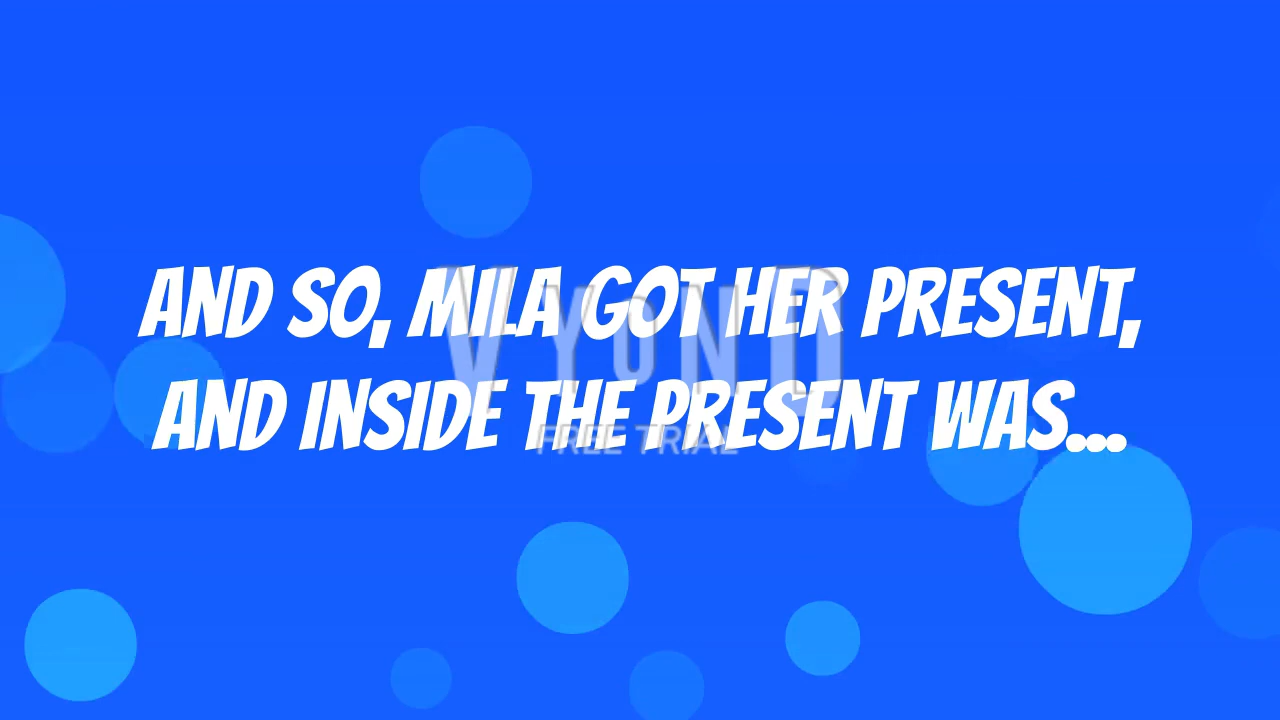 AND SO, MILA GOT HER PRESENT,
AND INSIDE THE PRESENT WAS...
VYOND
FREE TRIAL